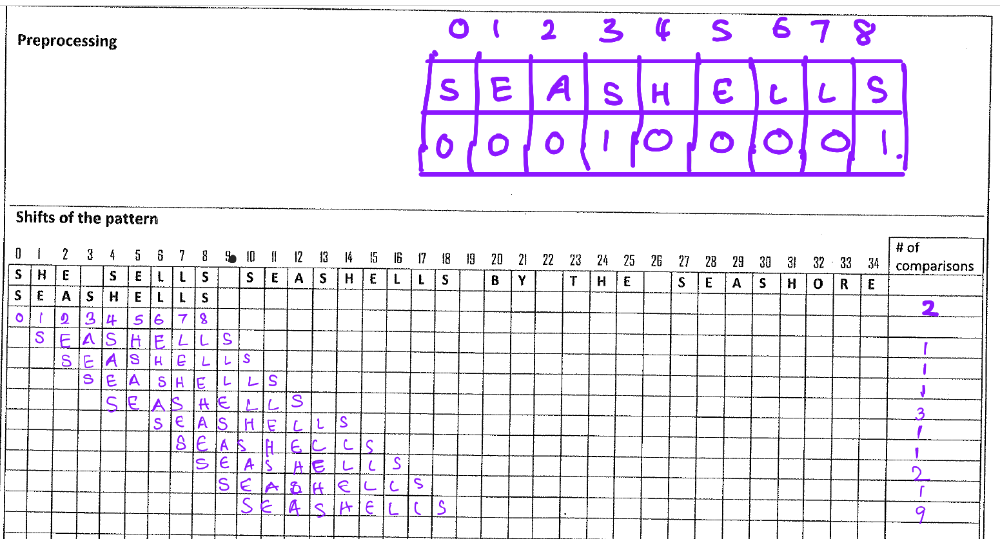 0 1 2 3 4 5 6 7 8
Preprocessing
S E A S H E L L S
0 0 0 1 0 0 0 0 1
Shifts of the pattern
# of comparisons
0 1 2 3 4 5 6 7 8 9 10 11 12 13 14 15 16 17 18 19 20 21 22 23 24 25 26 27 28 29 30 31 32 33 34
S H E S E L L S S E A S H E L L S B Y T H E S E A S H O R E
S E A S H E L L S 2
0 1 2 3 4 5 6 7 8
S E A S H E L L S 1
S E A S H E L L S 1
S E A S H E L L S 1
S E A S H E L L S 3
S E A S H E L L S 1
S E A S H E L L S 1
S E A S H E L L S 2
S E A S H E L L S 1
S E A S H E L L S 9